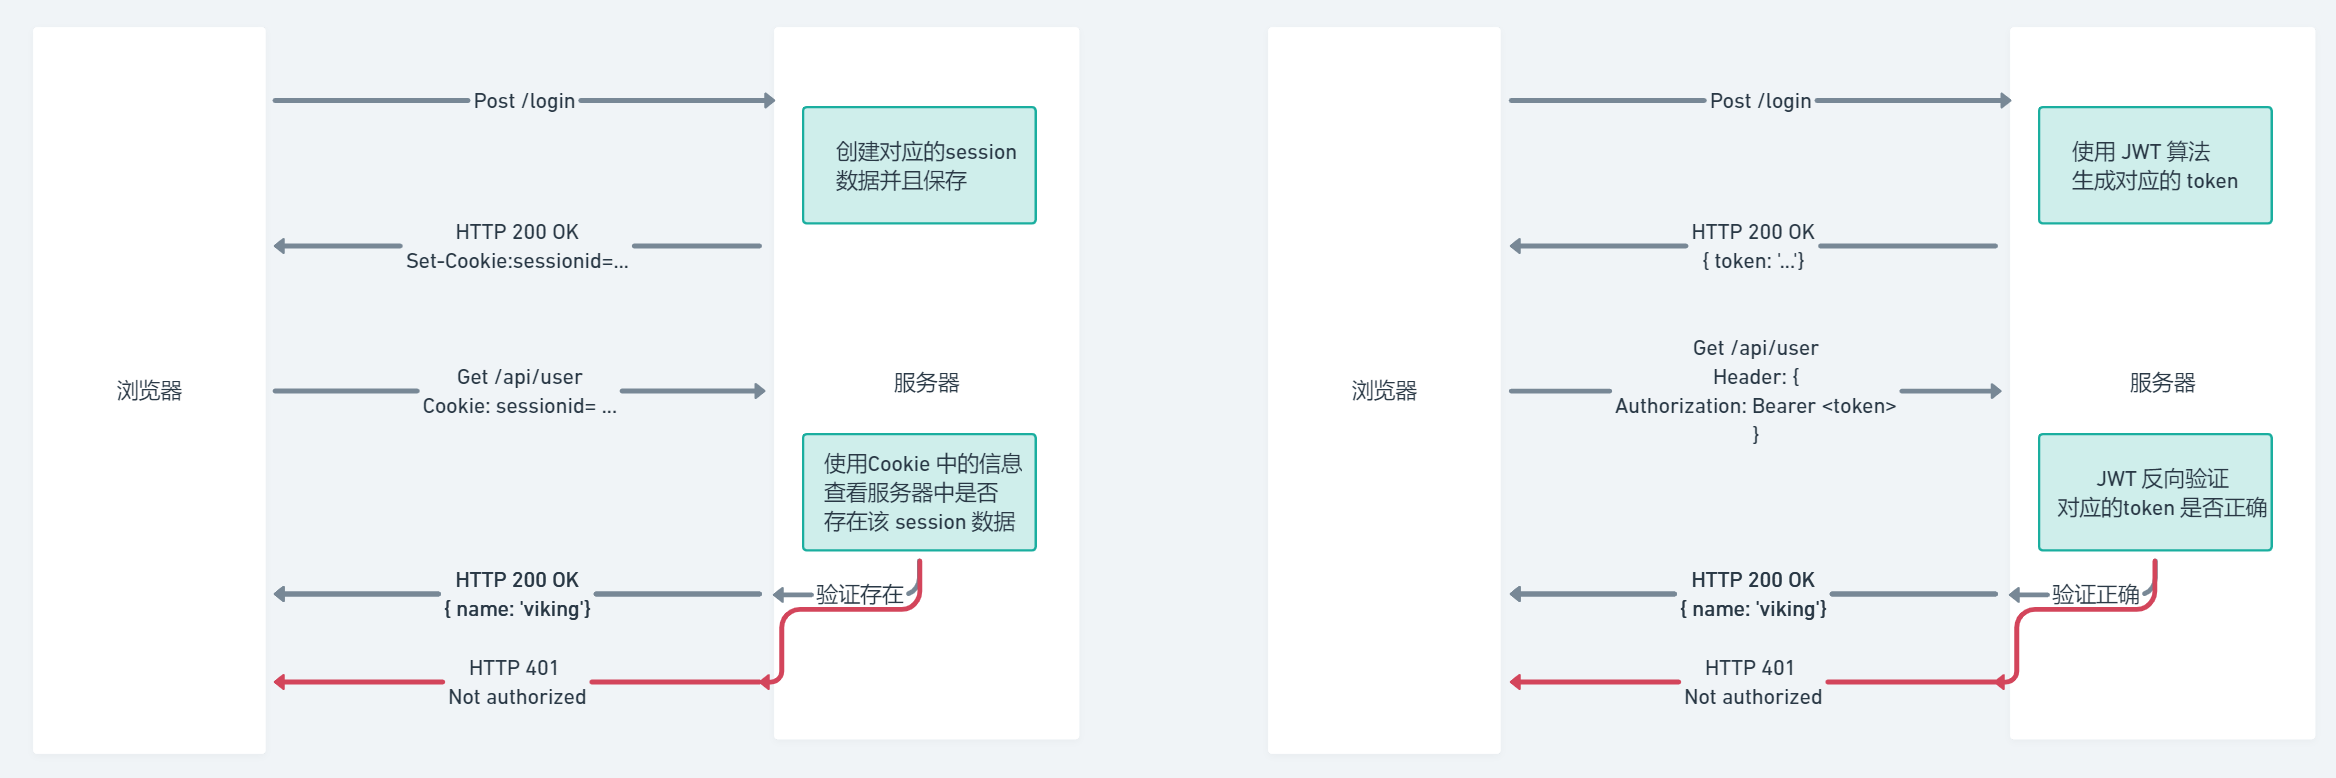 浏览器
Post /login
创建对应的session
数据并且保存
HTTP 200 OK
Set-Cookie:sessionid=...
Get /api/user
Cookie: sessionid= ...
服务器
使用Cookie 中的信息
查看服务器中是否
存在该 session 数据
验证存在
HTTP 200 OK
{ name: 'viking'}
HTTP 401
Not authorized
浏览器
Post /login
使用 JWT 算法
生成对应的 token
HTTP 200 OK
{ token: '...'}
Get /api/user
Header: {
Authorization: Bearer <token>
}
服务器
JWT 反向验证
对应的token 是否正确
验证正确
HTTP 200 OK
{ name: 'viking'}
HTTP 401
Not authorized